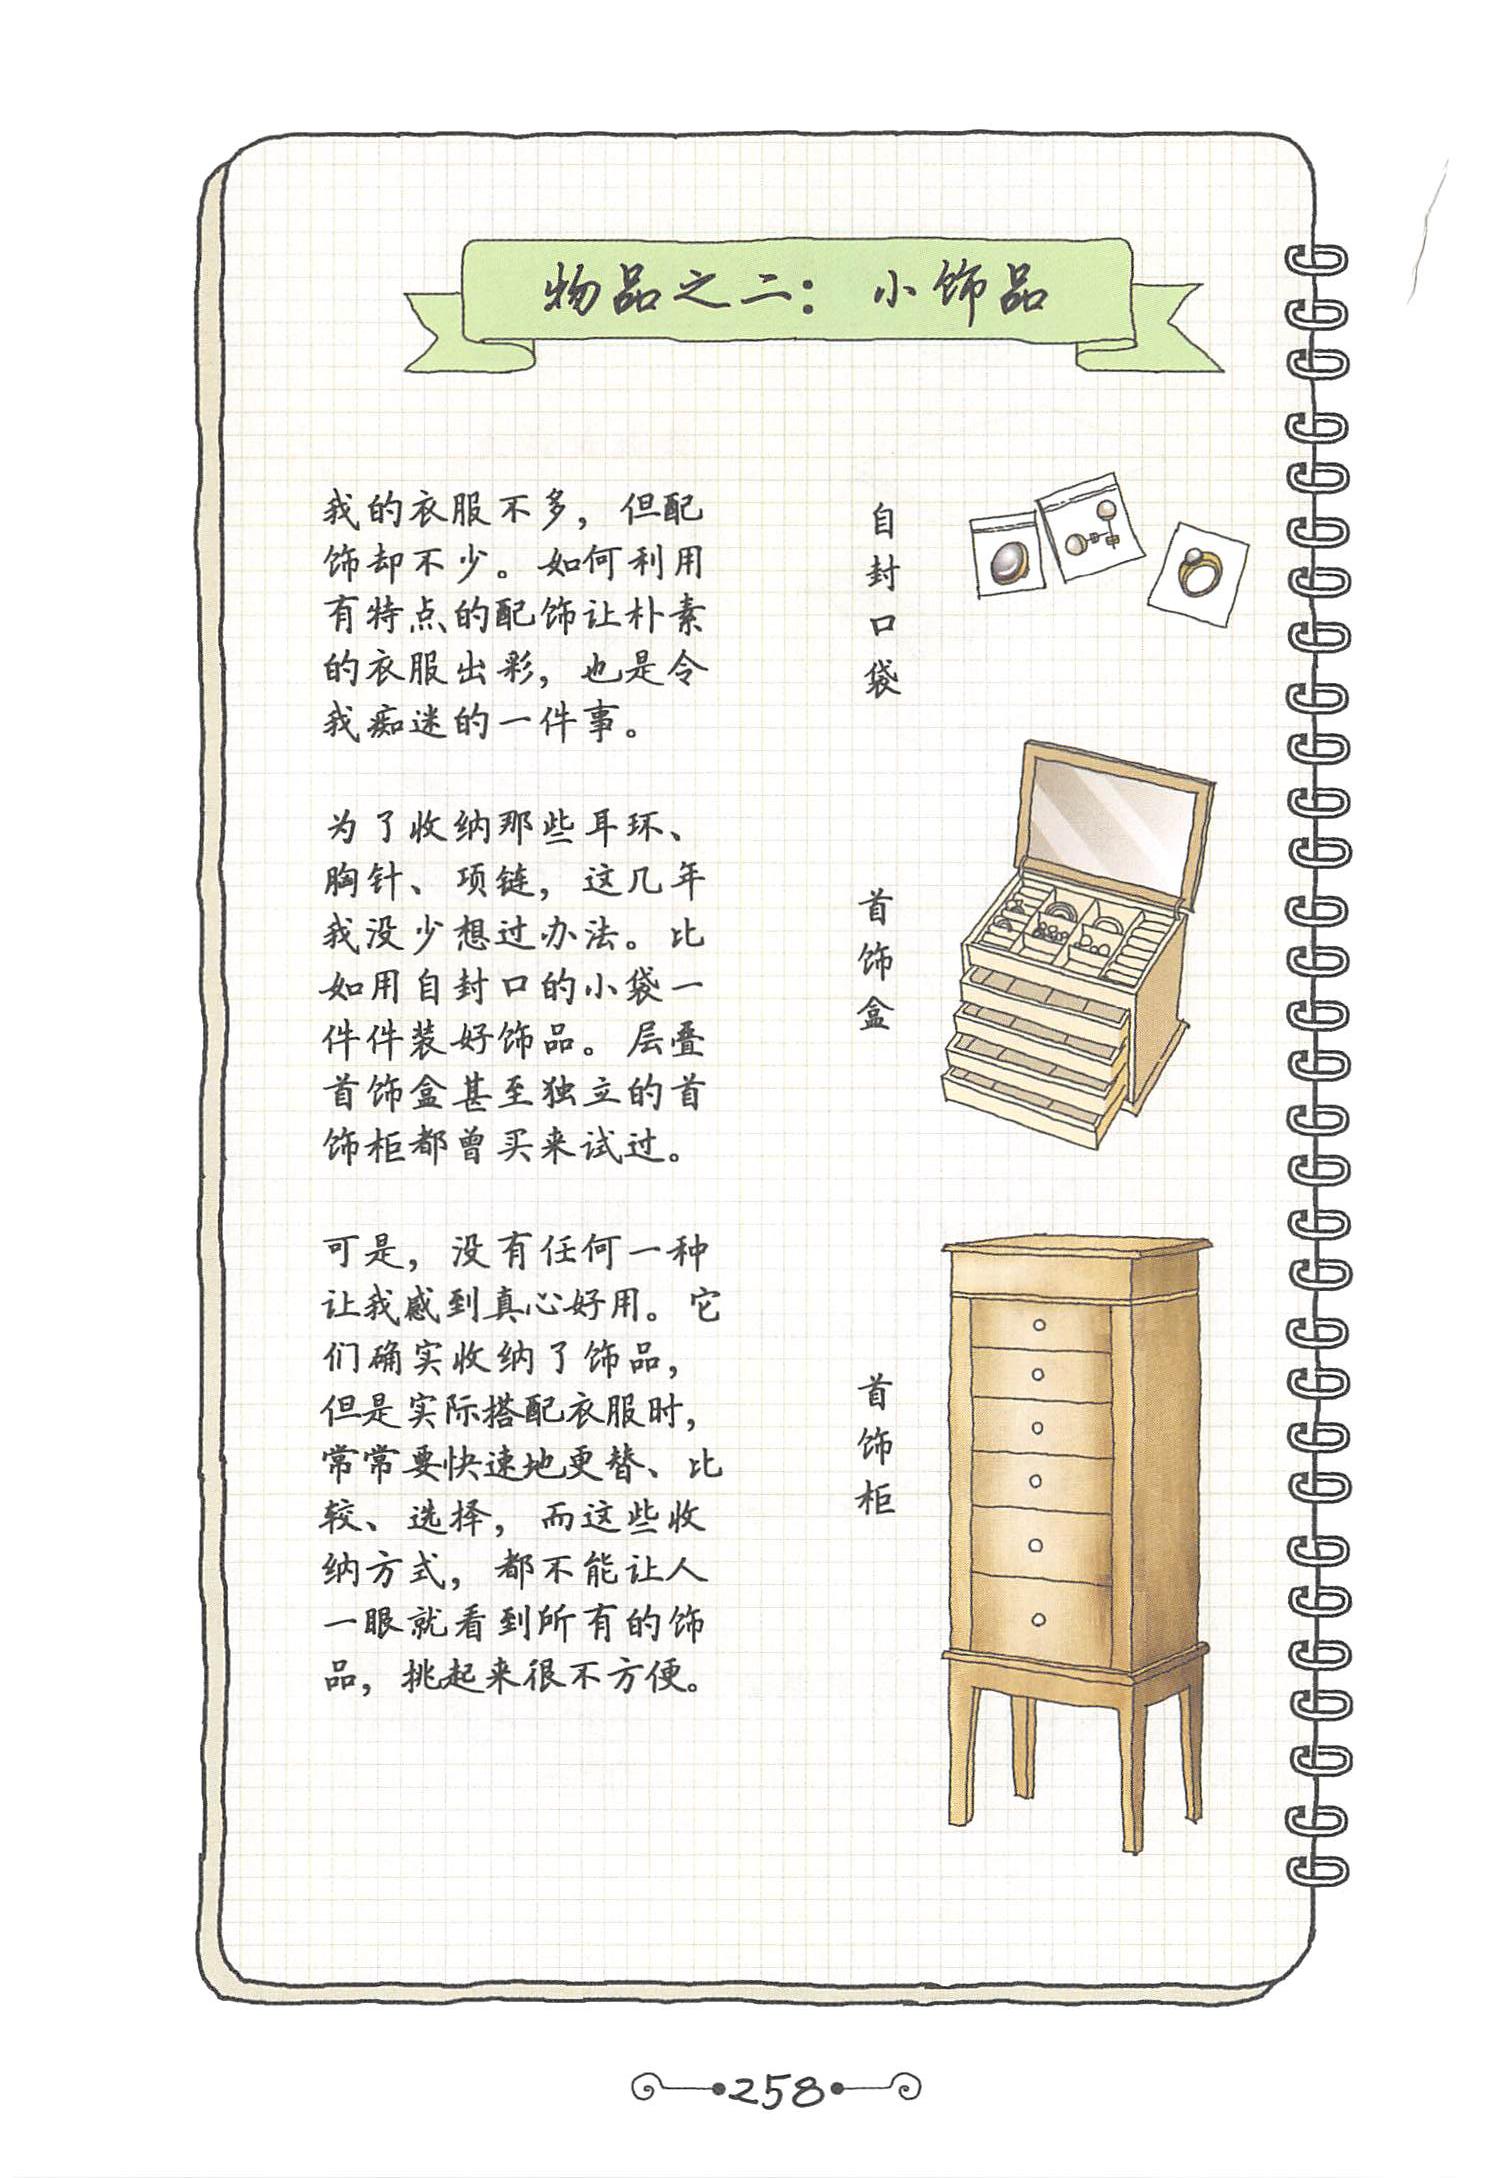 物品之二：小饰品
我的衣服不多，但配
饰却不少。如何利用
有特点的配饰让朴素
的衣服出彩，也是令
我痴迷的一件事。
为了收纳那些耳环、
胸针、项链，这几年
我没少想过办法。比
如用自封口的小袋一
件件装好饰品。层叠
首饰盒甚至独立的首
饰柜都曾买来试过。
可是，没有任何一种
让我感到真心好用。它
们确实收纳了饰品，
但是实际搭配衣服时，
常常要快速地更替、比
较、选择，而这些收
纳方式，都不能让人
一眼就看到所有的饰
品，挑起来很不方便。
自封口袋
首饰盒
首饰柜
258